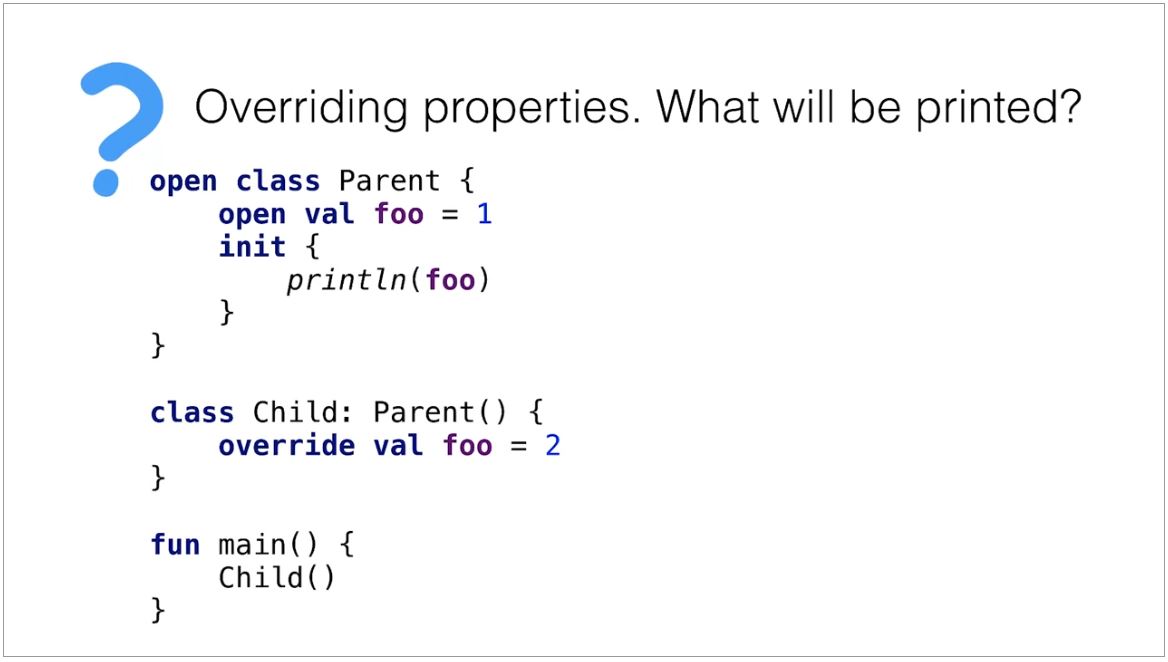 ? Overriding properties. What will be printed?
open class Parent {
    open val foo = 1
    init {
        println(foo)
    }
}
class Child: Parent() {
    override val foo = 2
}
fun main() {
    Child()
}